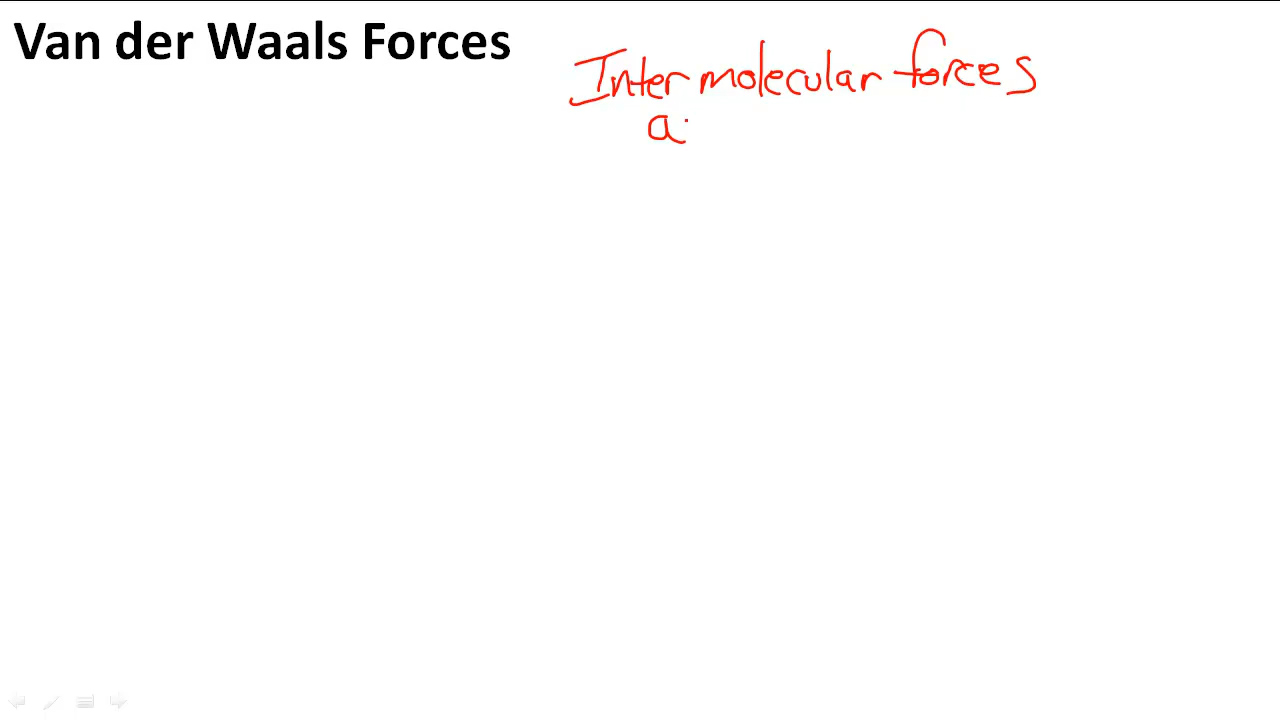 Van der Waals Forces
Intermolecular forces
a